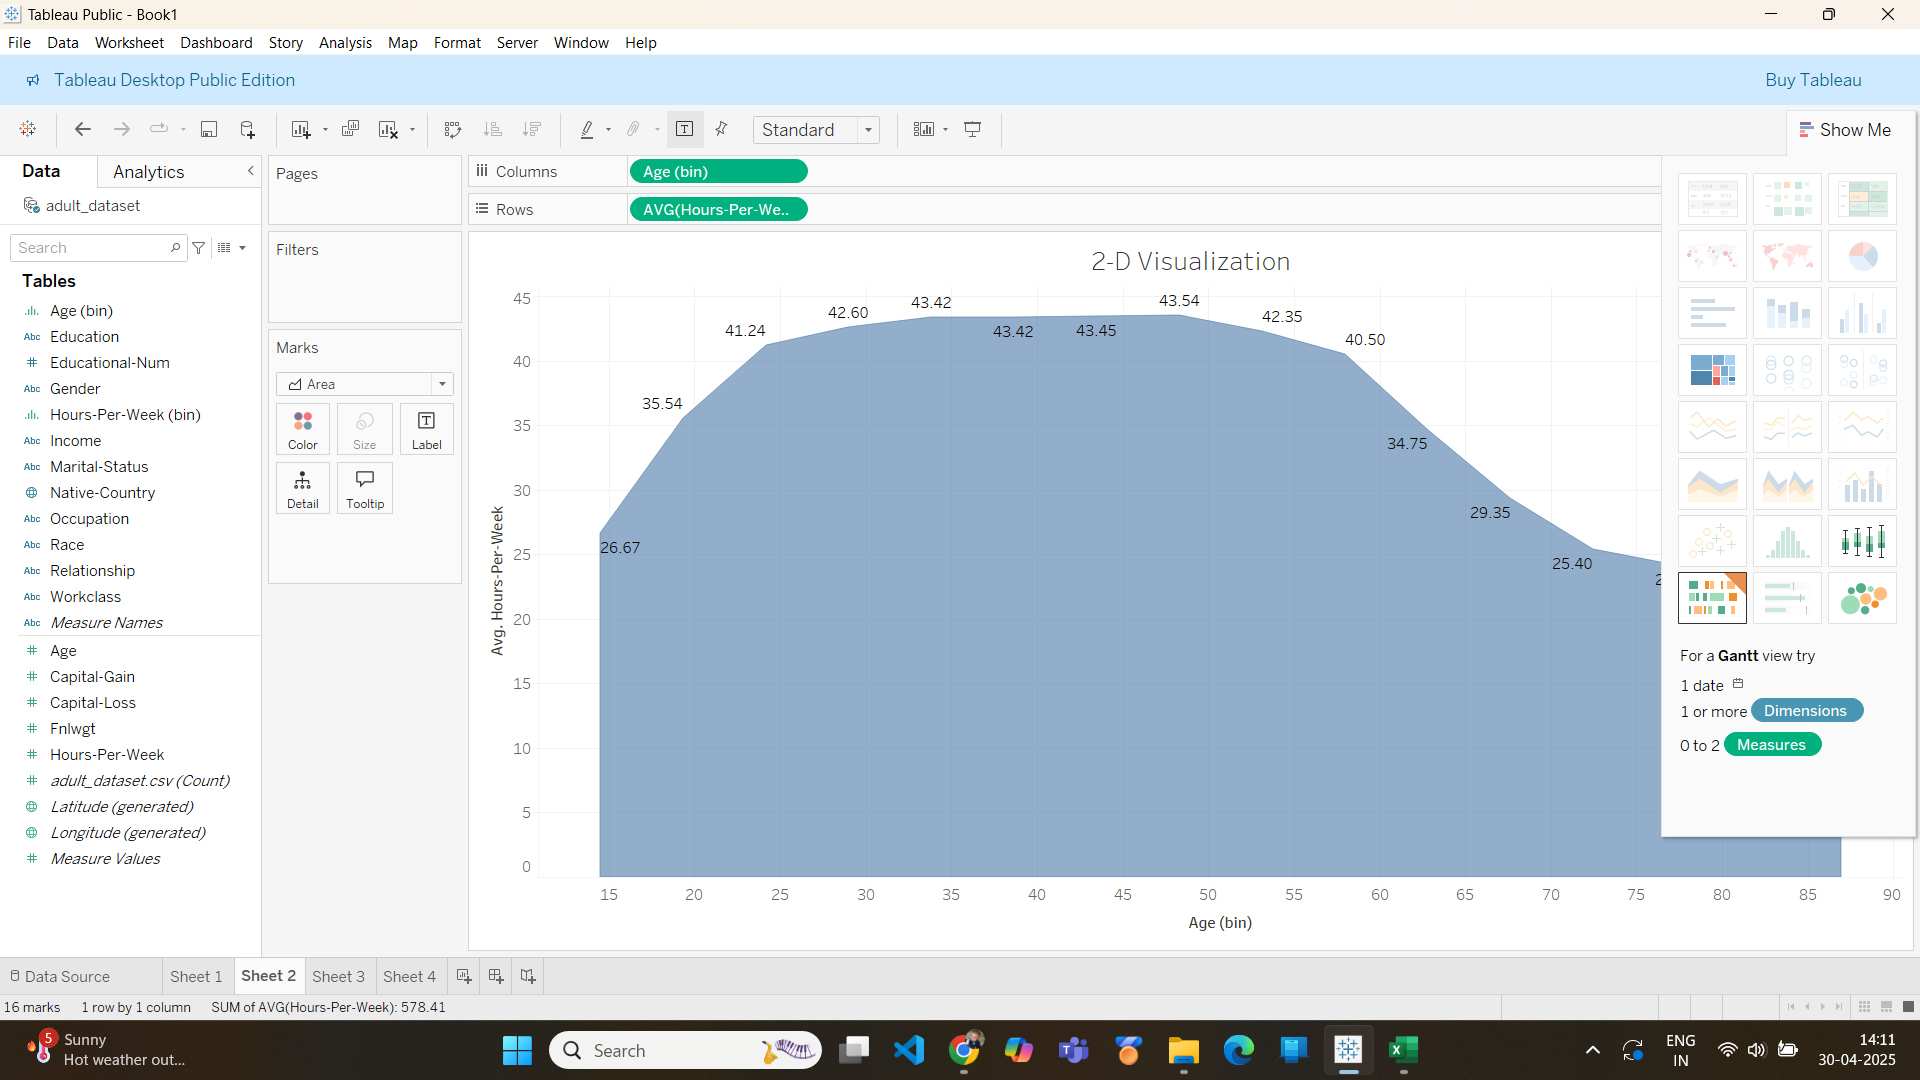 Tableau Public - Book1
File Data Worksheet Dashboard Story Analysis Map Format Server Window Help
Tableau Desktop Public Edition
Buy Tableau
Standard
Show Me
Data
Analytics
adult_dataset
Search
Tables
Age (bin)
Abc Education
Educational-Num
Abc Gender
Hours-Per-Week (bin)
Abc Income
Abc Marital-Status
Native-Country
Abc Occupation
Abc Race
Abc Relationship
Abc Workclass
Abc Measure Names
Age
Capital-Gain
Capital-Loss
Fnlwgt
Hours-Per-Week
adult_dataset.csv (Count)
Latitude (generated)
Longitude (generated)
Measure Values
Pages
Filters
Marks
Area
Color
Size
Label
Detail
Tooltip
Columns
Age (bin)
Rows
AVG(Hours-Per-We..
2-D Visualization
Avg. Hours-Per-Week
45
40
35
30
25
20
15
10
5
0
26.67
35.54
41.24
42.60
43.42
43.42
43.45
43.54
42.35
40.50
34.75
29.35
25.40
15 20 25 30 35 40 45 50 55 60 65 70 75 80 85 90
Age (bin)
For a Gantt view try
1 date
1 or more Dimensions
0 to 2 Measures
Data Source
Sheet 1
Sheet 2
Sheet 3
Sheet 4
16 marks
1 row by 1 column
SUM of AVG(Hours-Per-Week): 578.41
5
Sunny
Hot weather out...
Search
ENG
IN
14:11
30-04-2025